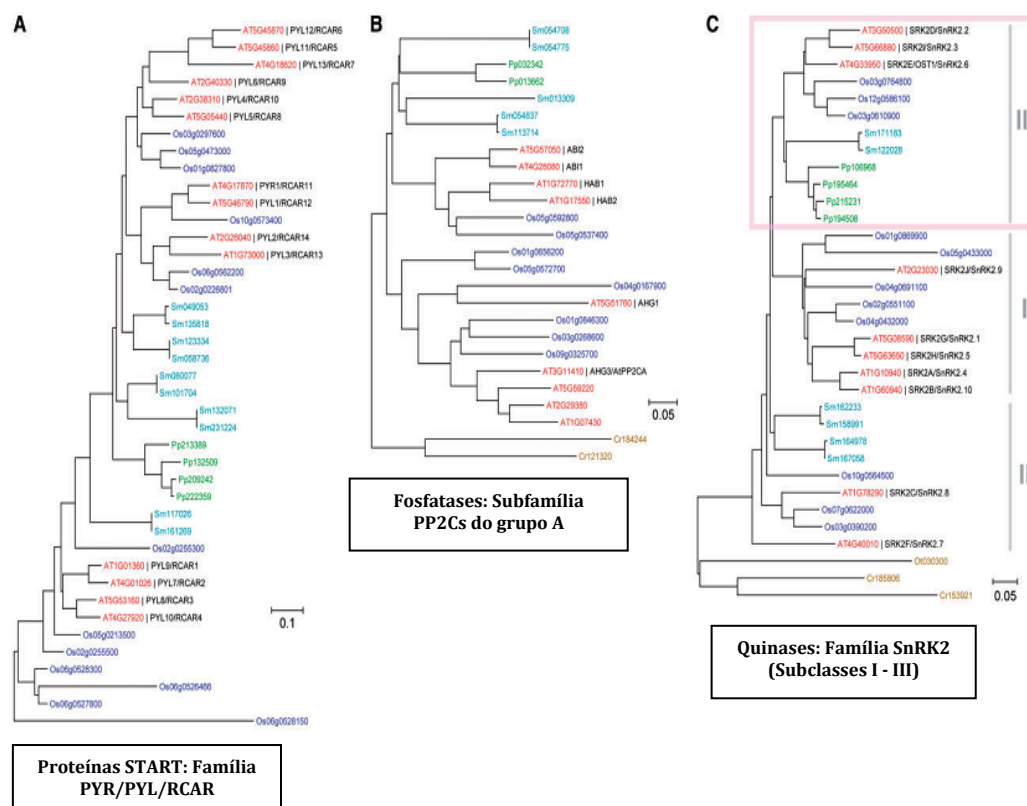 A
AT5G45870 | PYL12/RCAR6
AT5G45860 | PYL11/RCAR5
AT4G18620 | PYL13/RCAR7
AT2G40330 | PYL6/RCAR9
AT2G38310 | PYL4/RCAR10
AT5G05440 | PYL5/RCAR8
Os03g0297600
Os05g0473000
Os01g0827800
AT4G17870 | PYR1/RCAR11
AT5G46790 | PYL1/RCAR12
Os10g0573400
AT2G26040 | PYL2/RCAR14
AT1G73000 | PYL3/RCAR13
Os06g0562200
Os02g0226801
Sm049053
Sm135818
Sm123334
Sm058736
Sm080077
Sm101704
Sm132071
Sm231224
Pp213389
Pp132509
Pp209242
Pp222359
Sm117026
Sm161269
Os02g0255300
AT1G01360 | PYL9/RCAR1
AT4G01026 | PYL7/RCAR2
AT5G53160 | PYL8/RCAR3
AT4G27920 | PYL10/RCAR4
Os05g0213500
Os02g0255500
Os06g0528300
Os06g0526466
Os06g0527800
Os06g0528150
0.1
Proteínas START: Família
PYR/PYL/RCAR
B
Sm054708
Sm054775
Pp032342
Pp013662
Sm013309
Sm054837
Sm113714
AT5G57050 | ABI2
AT4G26080 | ABI1
AT1G72770 | HAB1
AT1G17550 | HAB2
Os05g0592800
Os05g0537400
Os01g0656200
Os05g0572700
Os04g0167900
AT5G51760 | AHG1
Os01g0846300
Os03g0268600
Os09g0325700
AT3G11410 | AHG3/AtPP2CA
AT5G59220
AT2G29380
AT1G07430
Cr184244
Cr121320
0.05
Fosfatases: Subfamília
PP2Cs do grupo A
C
AT3G50500 | SRK2D/SnRK2.2
AT5G66880 | SRK2I/SnRK2.3
AT4G33950 | SRK2E/OST1/SnRK2.6
Os03g0764800
Os12g0586100
Os03g0610900
Sm171183
Sm122028
Pp106968
Pp195464
Pp215231
Pp194508
III
Os01g0869900
Os05g0433000
AT2G23030 | SRK2J/SnRK2.9
Os04g0691100
Os02g0551100
Os04g0432000
AT5G08590 | SRK2G/SnRK2.1
AT5G63650 | SRK2H/SnRK2.5
AT1G10940 | SRK2A/SnRK2.4
AT1G60940 | SRK2B/SnRK2.10
I
Sm162233
Sm158991
Sm164978
Sm167058
Os10g0564500
AT1G78290 | SRK2C/SnRK2.8
Os07g0622000
Os03g0390200
AT4G40010 | SRK2F/SnRK2.7
II
Ot030300
Cr185806
Cr153921
0.05
Quinases: Família SnRK2
(Subclasses I - III)